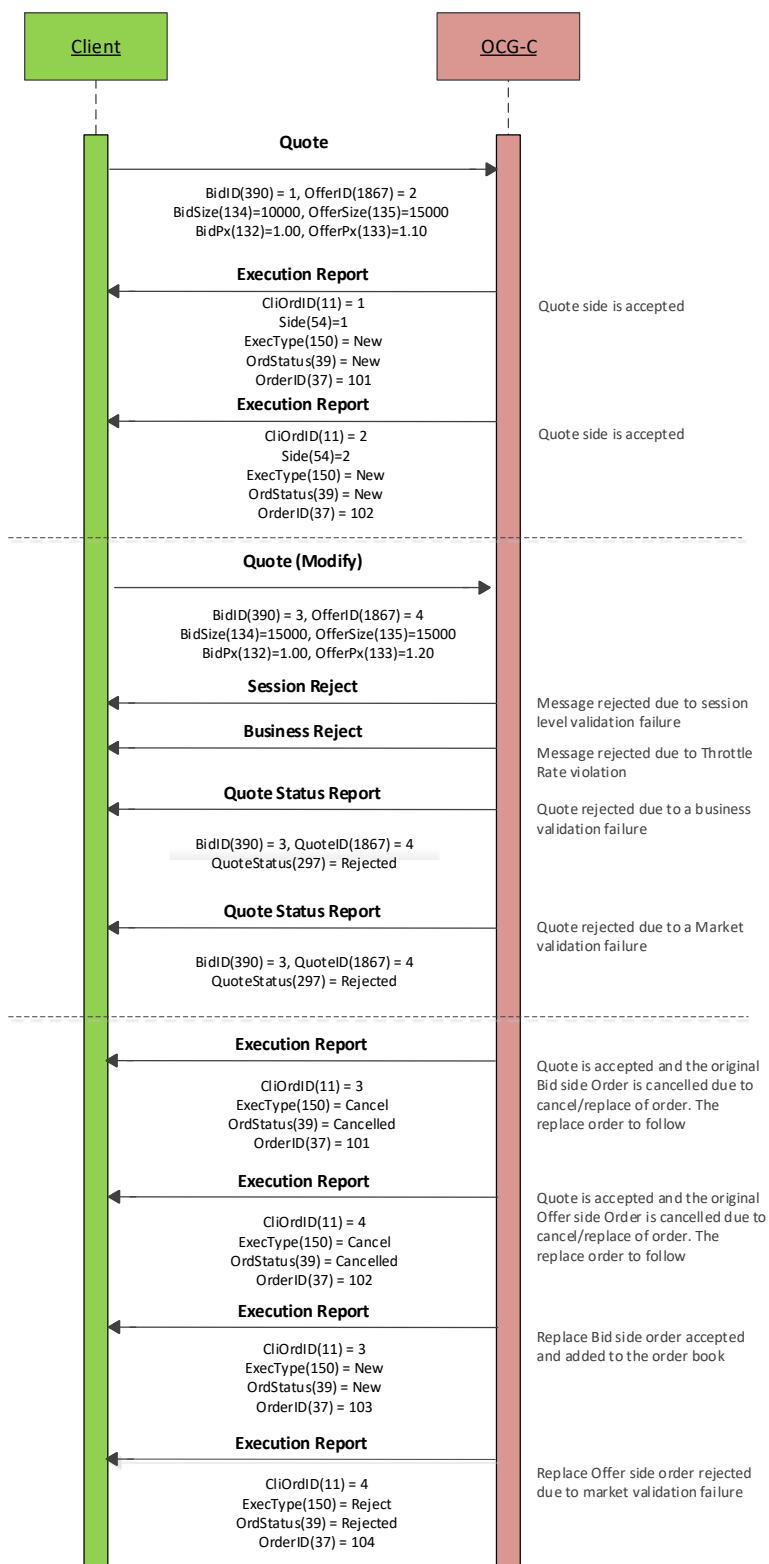 Client
OCG-C
Quote
BidID(390) = 1, OfferID(1867) = 2
BidSize(134)=10000, OfferSize(135)=15000
BidPx(132)=1.00, OfferPx(133)=1.10
Execution Report
CliOrdID(11) = 1
Side(54)=1
ExecType(150) = New
OrdStatus(39) = New
OrderID(37) = 101
Quote side is accepted
Execution Report
CliOrdID(11) = 2
Side(54)=2
ExecType(150) = New
OrdStatus(39) = New
OrderID(37) = 102
Quote side is accepted
Quote (Modify)
BidID(390) = 3, OfferID(1867) = 4
BidSize(134)=15000, OfferSize(135)=15000
BidPx(132)=1.00, OfferPx(133)=1.20
Session Reject
Message rejected due to session
level validation failure
Business Reject
Message rejected due to Throttle
Rate violation
Quote Status Report
Quote rejected due to a business
validation failure
BidID(390) = 3, QuoteID(1867) = 4
QuoteStatus(297) = Rejected
Quote Status Report
Quote rejected due to a Market
validation failure
BidID(390) = 3, QuoteID(1867) = 4
QuoteStatus(297) = Rejected
Execution Report
CliOrdID(11) = 3
ExecType(150) = Cancel
OrdStatus(39) = Cancelled
OrderID(37) = 101
Quote is accepted and the original
Bid side Order is cancelled due to
cancel/replace of order. The
replace order to follow
Execution Report
CliOrdID(11) = 4
ExecType(150) = Cancel
OrdStatus(39) = Cancelled
OrderID(37) = 102
Quote is accepted and the original
Offer side Order is cancelled due to
cancel/replace of order. The
replace order to follow
Execution Report
CliOrdID(11) = 3
ExecType(150) = New
OrdStatus(39) = New
OrderID(37) = 103
Replace Bid side order accepted
and added to the order book
Execution Report
CliOrdID(11) = 4
ExecType(150) = Reject
OrdStatus(39) = Rejected
OrderID(37) = 104
Replace Offer side order rejected
due to market validation failure